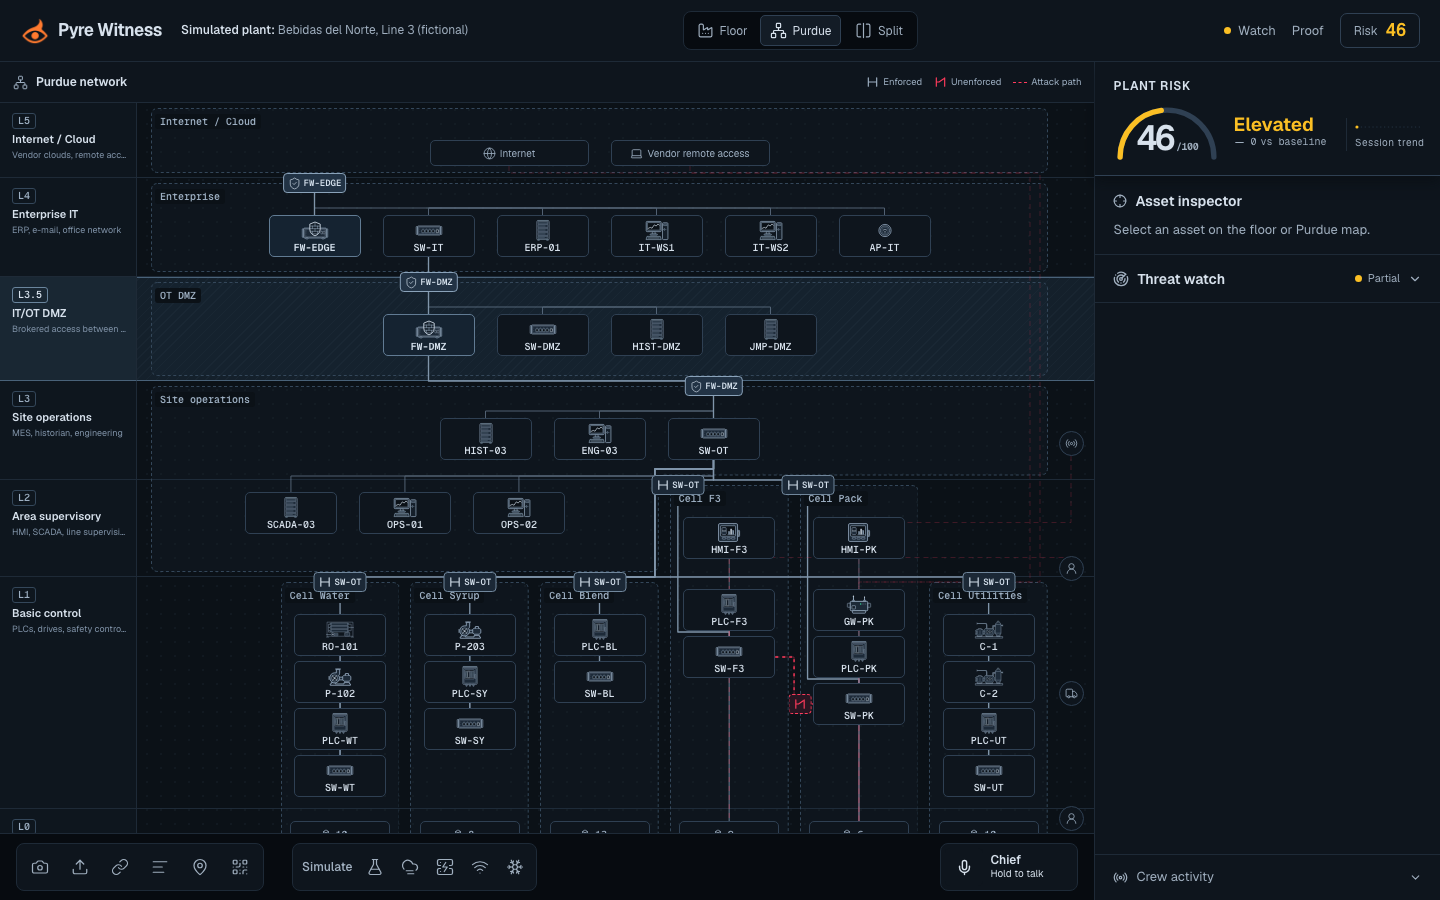 Pyre Witness
Simulated plant: Bebidas del Norte, Line 3 (fictional)
Floor
Purdue
Split
Watch
Proof
Risk 46
Purdue network
Enforced
Unenforced
Attack path
L5
Internet / Cloud
Vendor clouds, remote acc...
Internet / Cloud
Internet
Vendor remote access
L4
Enterprise IT
ERP, e-mail, office network
FW-EDGE
Enterprise
FW-EDGE
SW-IT
ERP-01
IT-WS1
IT-WS2
AP-IT
L3.5
IT/OT DMZ
Brokered access between ...
FW-DMZ
OT DMZ
FW-DMZ
SW-DMZ
HIST-DMZ
JMP-DMZ
L3
Site operations
MES, historian, engineering
FW-DMZ
Site operations
HIST-03
ENG-03
SW-OT
L2
Area supervisory
HMI, SCADA, line supervisi...
SW-OT
SW-OT
Cell F3
Cell Pack
SCADA-03
OPS-01
OPS-02
HMI-F3
HMI-PK
L1
Basic control
PLCs, drives, safety contro...
SW-OT
SW-OT
SW-OT
SW-OT
Cell Water
Cell Syrup
Cell Blend
Cell Utilities
RO-101
P-203
PLC-BL
PLC-F3
GW-PK
C-1
P-102
PLC-SY
SW-BL
SW-F3
PLC-PK
C-2
PLC-WT
SW-SY
SW-PK
PLC-UT
SW-WT
SW-UT
L0
PLANT RISK
46 /100
Elevated
— 0 vs baseline
Session trend
Asset inspector
Select an asset on the floor or Purdue map.
Threat watch
Partial
Crew activity
Simulate
Chief
Hold to talk